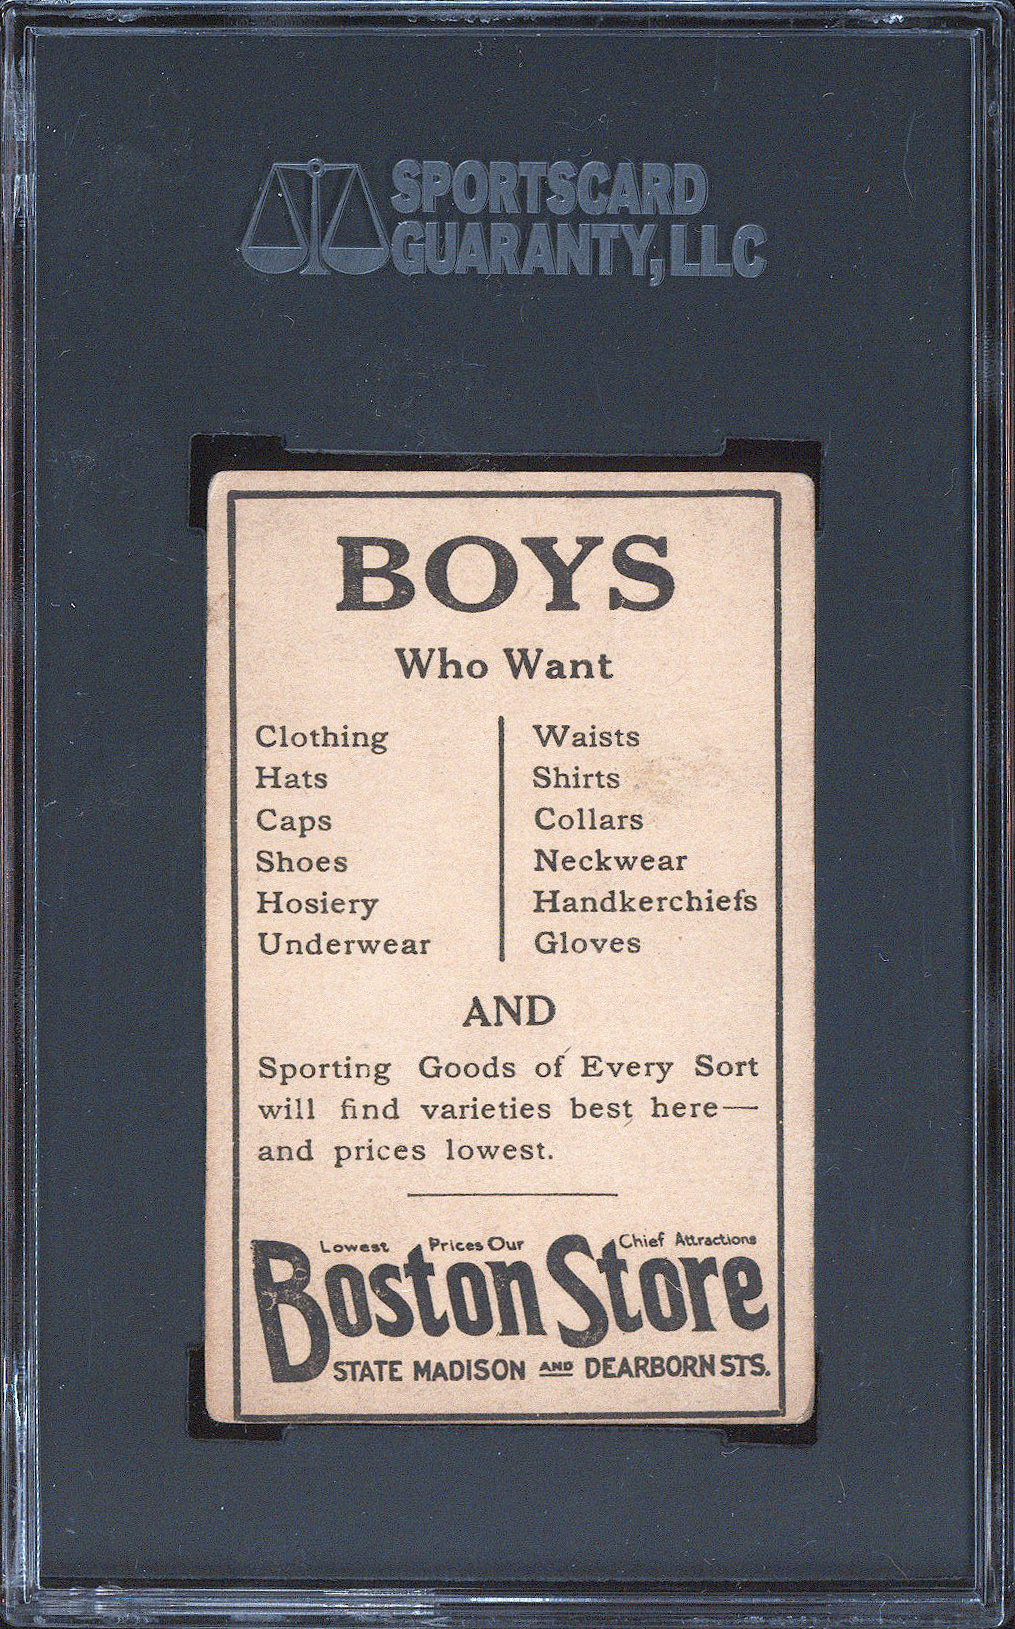 SPORTSCARD
GUARANTY, LLC
BOYS
Who Want
Clothing
Hats
Caps
Shoes
Hosiery
Underwear
Waists
Shirts
Collars
Neckwear
Handkerchiefs
Gloves
AND
Sporting Goods of Every Sort
will find varieties best here—
and prices lowest.
Lowest Prices Our Chief Attractions
Boston Store
STATE MADISON AND DEARBORN STS.